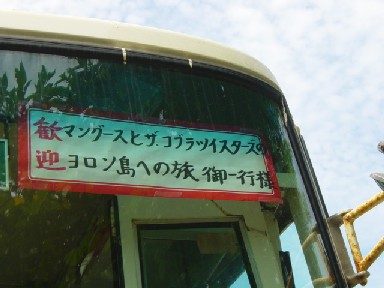 歓迎
マングースとザ.コブラツイスターズの
ヨロン島への旅 御一行様